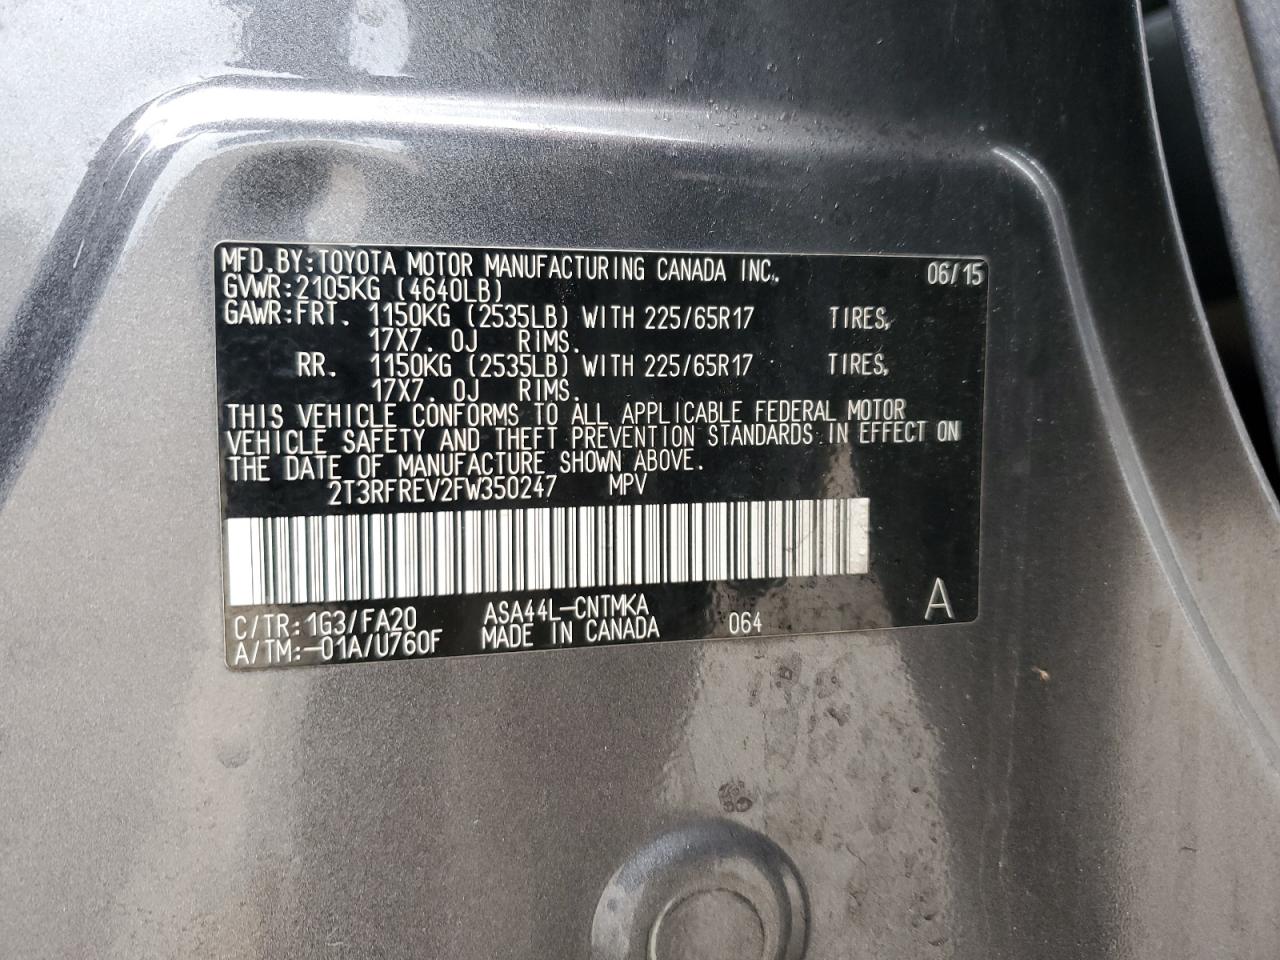 MFD.BY:TOYOTA MOTOR MANUFACTURING CANADA INC. 06/15
GVWR:2105KG (4640LB)
GAWR:FRT. 1150KG (2535LB) WITH 225/65R17 TIRES,
17X7. 0J RIMS.
RR. 1150KG (2535LB) WITH 225/65R17 TIRES,
17X7. 0J RIMS.
THIS VEHICLE CONFORMS TO ALL APPLICABLE FEDERAL MOTOR
VEHICLE SAFETY AND THEFT PREVENTION STANDARDS IN EFFECT ON
THE DATE OF MANUFACTURE SHOWN ABOVE.
2T3RFREV2FW350247 MPV
C/TR:1G3/FA20 ASA44L-CNTMKA A
A/TM:-01A/U760F MADE IN CANADA 064